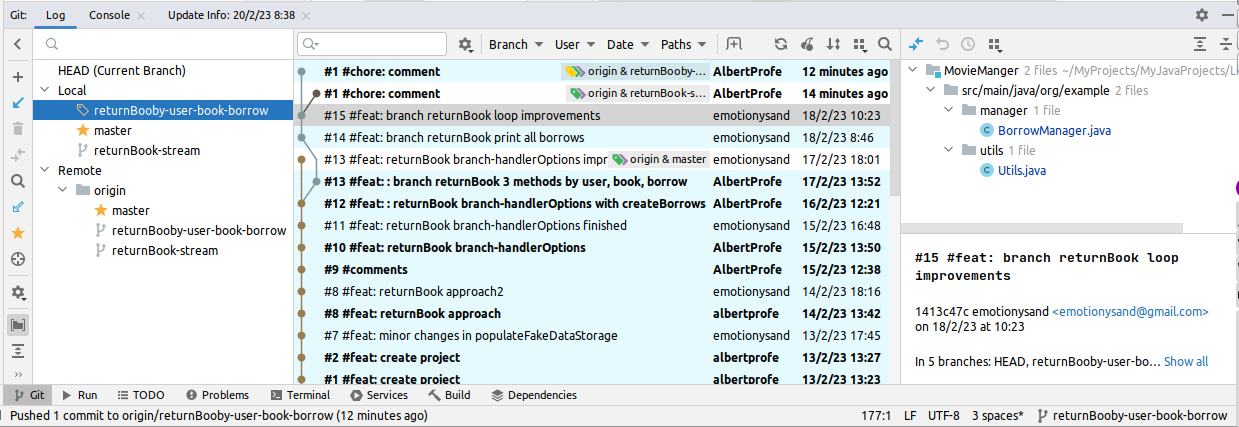 Git: Log Console Update Info: 20/2/23 8:38
Branch User Date Paths
HEAD (Current Branch)
Local
returnBooby-user-book-borrow
master
returnBook-stream
Remote
origin
master
returnBooby-user-book-borrow
returnBook-stream
#1 #chore: comment origin & returnBooby-... AlbertProfe 12 minutes ago
#1 #chore: comment origin & returnBook-s... AlbertProfe 14 minutes ago
#15 #feat: branch returnBook loop improvements emotionysand 18/2/23 10:23
#14 #feat: branch returnBook print all borrows emotionysand 18/2/23 8:46
#13 #feat: returnBook branch-handlerOptions impr origin & master emotionysand 17/2/23 18:01
#13 #feat: : branch returnBook 3 methods by user, book, borrow AlbertProfe 17/2/23 13:52
#12 #feat: : returnBook branch-handlerOptions with createBorrows AlbertProfe 16/2/23 12:21
#11 #feat: returnBook branch-handlerOptions finished emotionysand 15/2/23 16:48
#10 #feat: returnBook branch-handlerOptions AlbertProfe 15/2/23 13:50
#9 #comments AlbertProfe 15/2/23 12:38
#8 #feat: returnBook approach2 emotionysand 14/2/23 18:16
#8 #feat: returnBook approach albertprofe 14/2/23 13:42
#7 #feat: minor changes in populateFakeDataStorage emotionysand 13/2/23 17:45
#2 #feat: create project albertprofe 13/2/23 13:27
#1 #feat: create project albertprofe 13/2/23 13:23
MovieManger 2 files ~/MyProjects/MyJavaProjects/
src/main/java/org/example 2 files
manager 1 file
BorrowManager.java
utils 1 file
Utils.java
#15 #feat: branch returnBook loop
improvements
1413c47c emotionysand <emotionysand@gmail.com>
on 18/2/23 at 10:23
In 5 branches: HEAD, returnBooby-user-bo... Show all
Git Run TODO Problems Terminal Services Build Dependencies
Pushed 1 commit to origin/returnBooby-user-book-borrow (12 minutes ago) 177:1 LF UTF-8 3 spaces* returnBooby-user-book-borrow